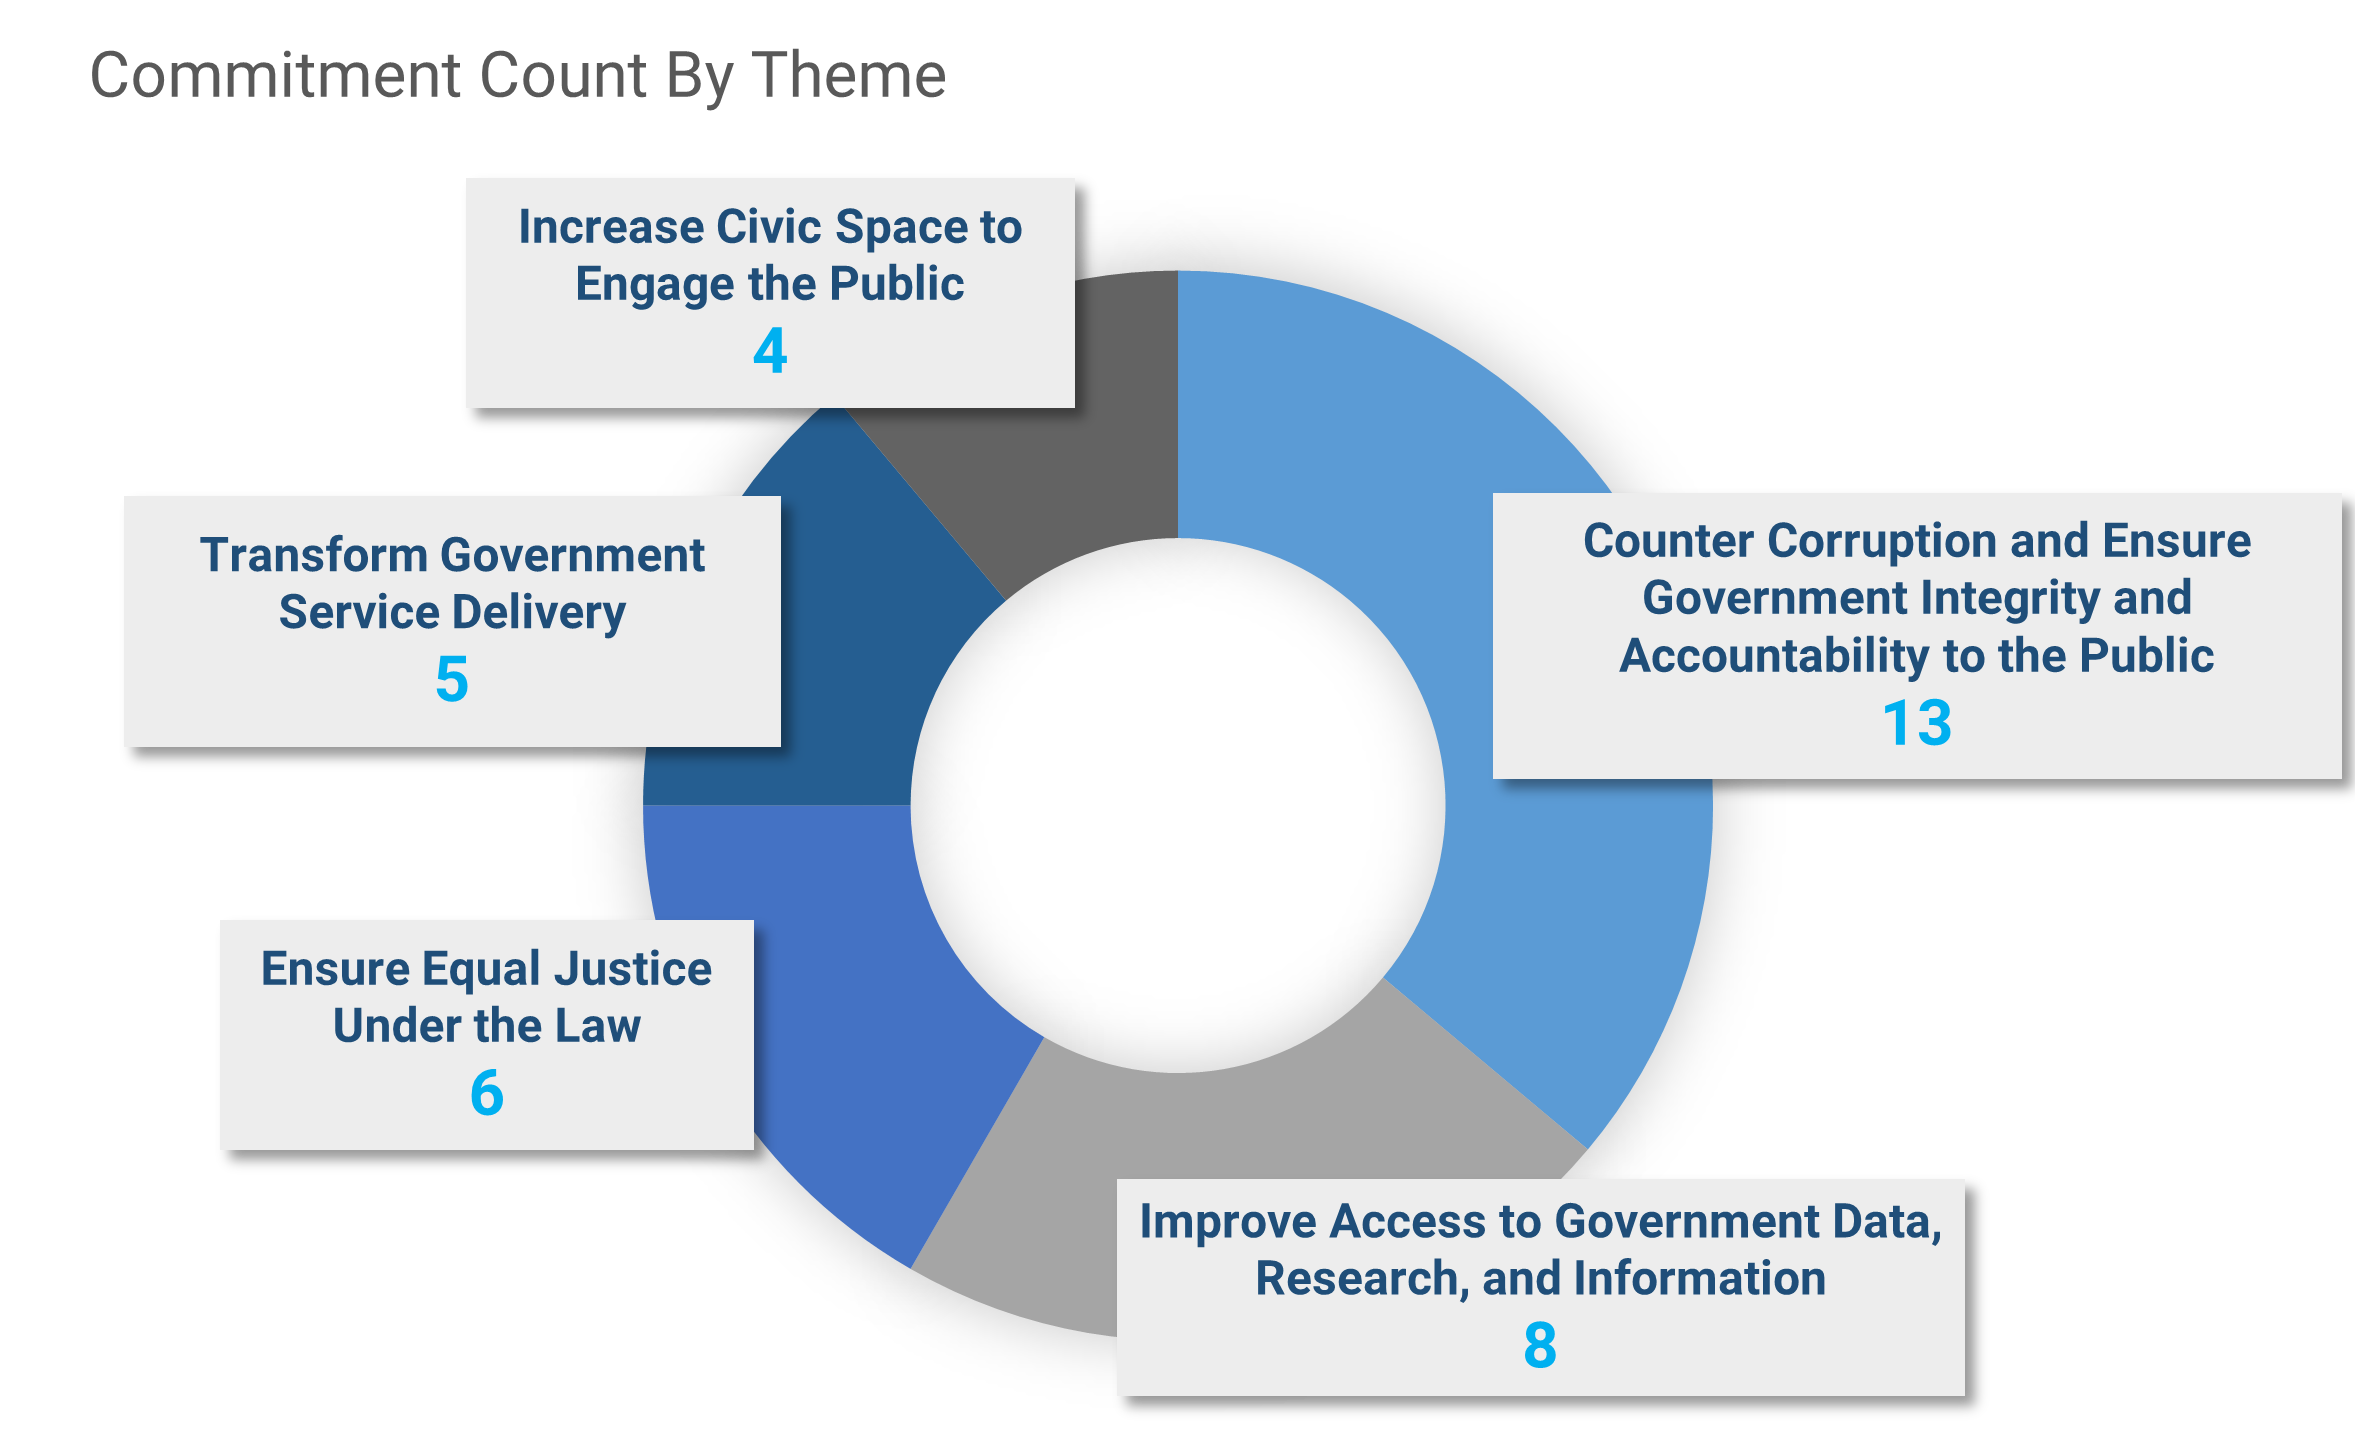 Commitment Count By Theme
Increase Civic Space to
Engage the Public
4
Transform Government
Service Delivery
5
Counter Corruption and Ensure
Government Integrity and
Accountability to the Public
13
Ensure Equal Justice
Under the Law
6
Improve Access to Government Data,
Research, and Information
8